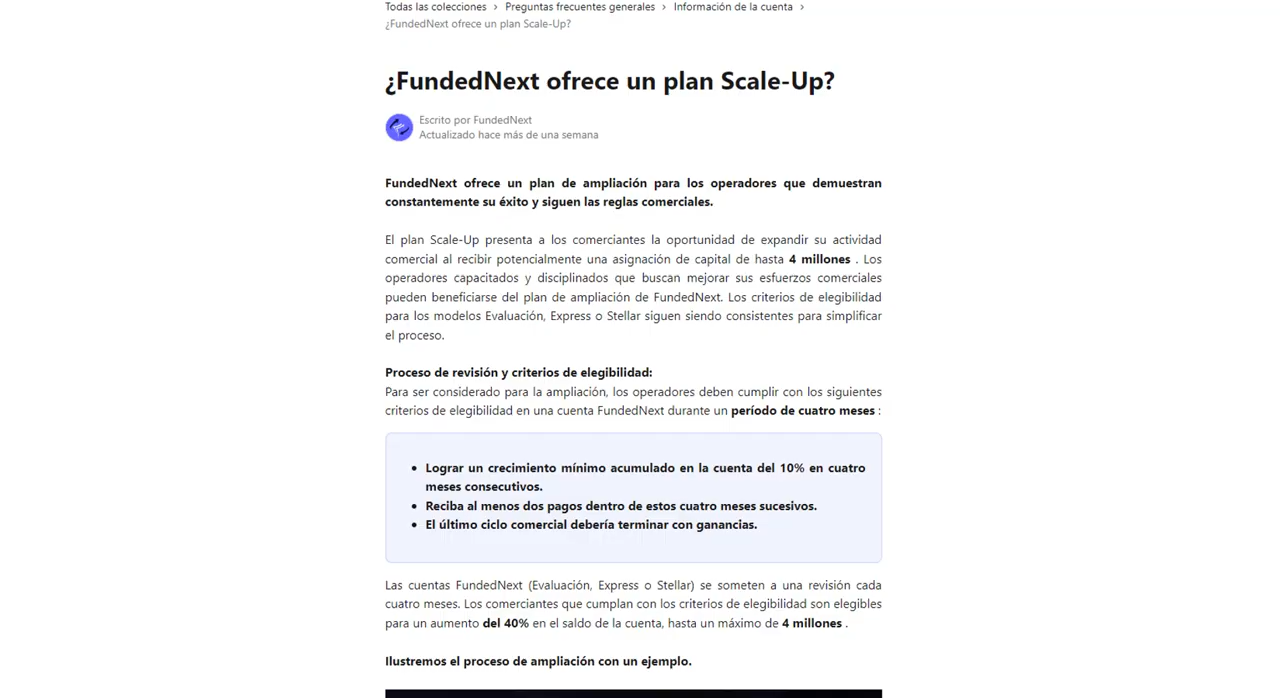 Todas las colecciones > Preguntas frecuentes generales > Información de la cuenta >
¿FundedNext ofrece un plan Scale-Up?
¿FundedNext ofrece un plan Scale-Up?
Escrito por FundedNext
Actualizado hace más de una semana
FundedNext ofrece un plan de ampliación para los operadores que demuestran
constantemente su éxito y siguen las reglas comerciales.
El plan Scale-Up presenta a los comerciantes la oportunidad de expandir su actividad
comercial al recibir potencialmente una asignación de capital de hasta 4 millones . Los
operadores capacitados y disciplinados que buscan mejorar sus esfuerzos comerciales
pueden beneficiarse del plan de ampliación de FundedNext. Los criterios de elegibilidad
para los modelos Evaluación, Express o Stellar siguen siendo consistentes para simplificar
el proceso.
Proceso de revisión y criterios de elegibilidad:
Para ser considerado para la ampliación, los operadores deben cumplir con los siguientes
criterios de elegibilidad en una cuenta FundedNext durante un período de cuatro meses :
• Lograr un crecimiento mínimo acumulado en la cuenta del 10% en cuatro
meses consecutivos.
• Reciba al menos dos pagos dentro de estos cuatro meses sucesivos.
• El último ciclo comercial debería terminar con ganancias.
Las cuentas FundedNext (Evaluación, Express o Stellar) se someten a una revisión cada
cuatro meses. Los comerciantes que cumplan con los criterios de elegibilidad son elegibles
para un aumento del 40% en el saldo de la cuenta, hasta un máximo de 4 millones .
Ilustremos el proceso de ampliación con un ejemplo.